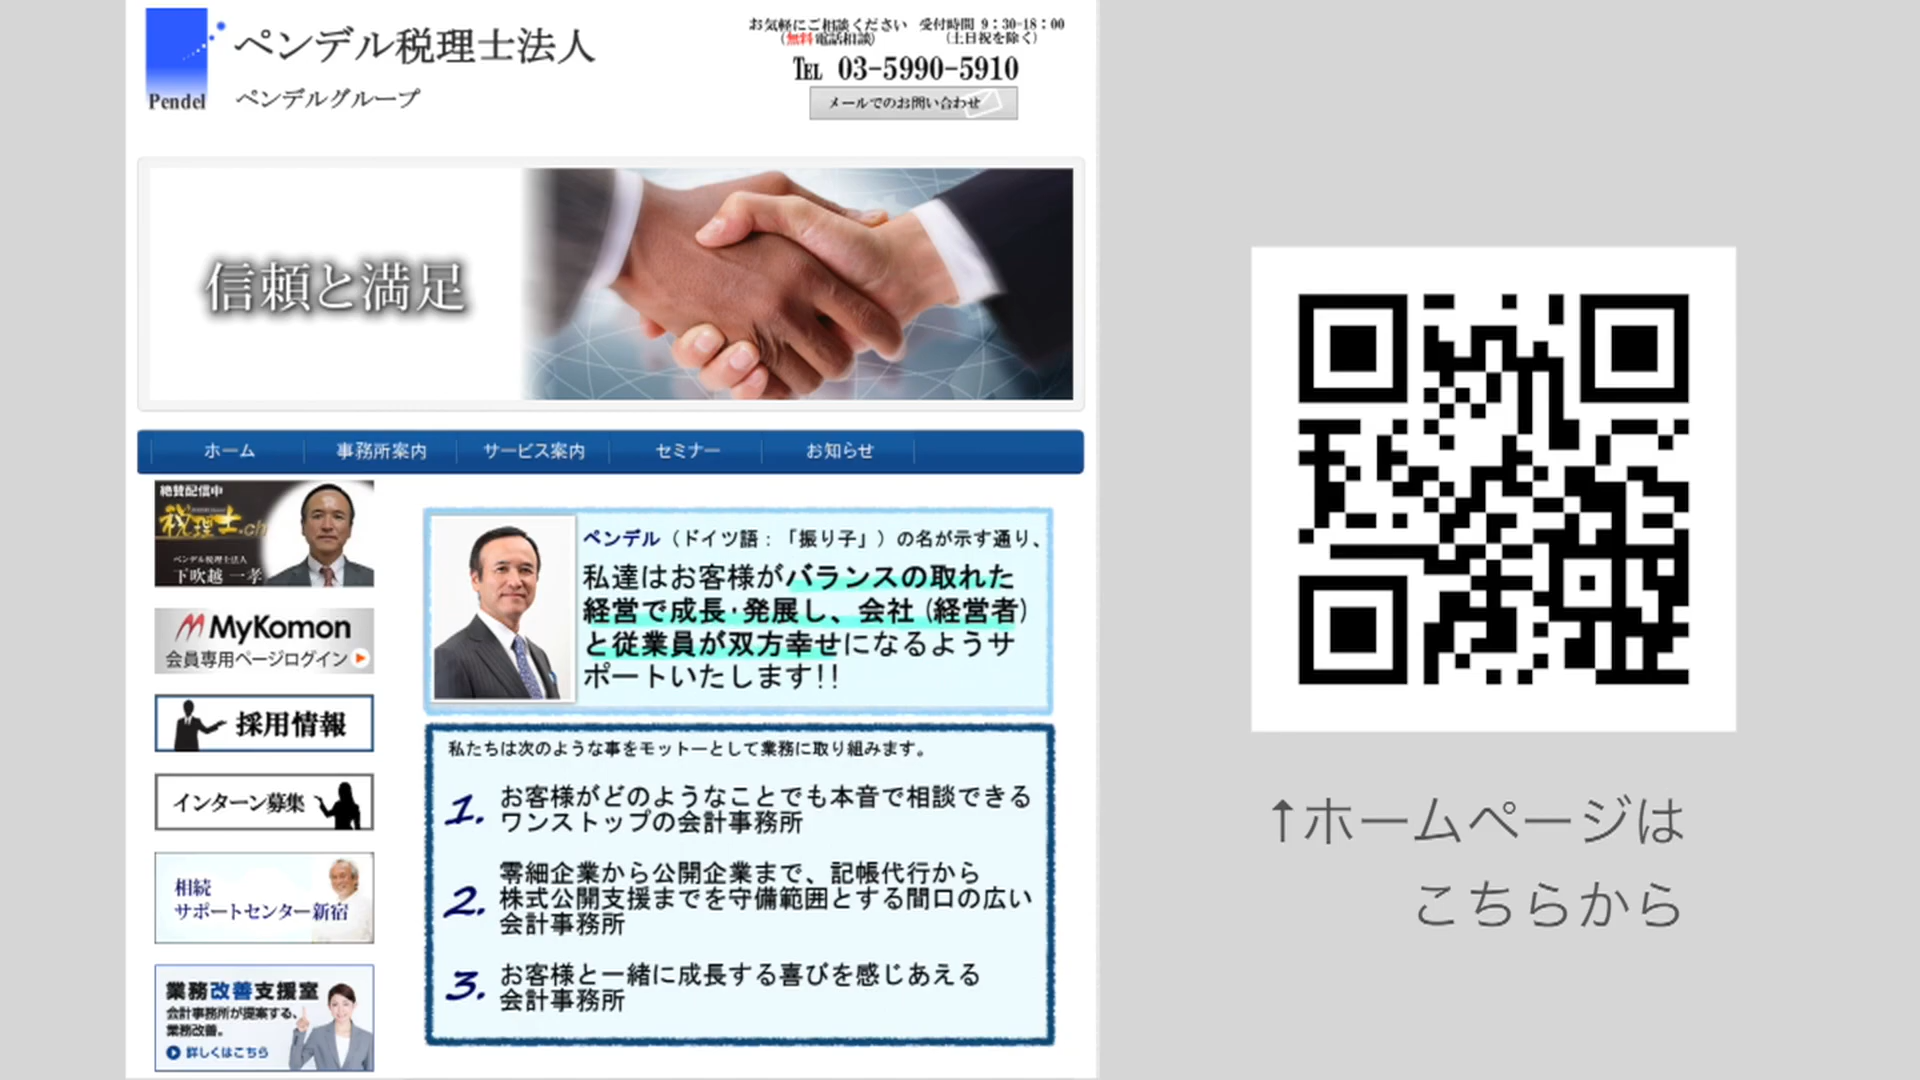 Pendel
ペンデル税理士法人
ペンデルグループ
お気軽にご相談ください 受付時間 9:30-18:00
(無料電話相談) (土日祝を除く)
TEL 03-5990-5910
メールでのお問い合わせ
信頼と満足
ホーム 事務所案内 サービス案内 セミナー お知らせ
絶賛配信中
税理士.ch
ペンデル税理士法人
下吹越 一孝
MyKomon
会員専用ページログイン
採用情報
インターン募集
相続
サポートセンター新宿
業務改善支援室
会計事務所が提案する、
業務改善。
詳しくはこちら
ペンデル(ドイツ語:「振り子」)の名が示す通り、
私達はお客様がバランスの取れた
経営で成長・発展し、会社(経営者)
と従業員が双方幸せになるようサ
ポートいたします!!
私たちは次のような事をモットーとして業務に取り組みます。
1. お客様がどのようなことでも本音で相談できる
ワンストップの会計事務所
2. 零細企業から公開企業まで、記帳代行から
株式公開支援までを守備範囲とする間口の広い
会計事務所
3. お客様と一緒に成長する喜びを感じあえる
会計事務所
↑ホームページは
こちらから